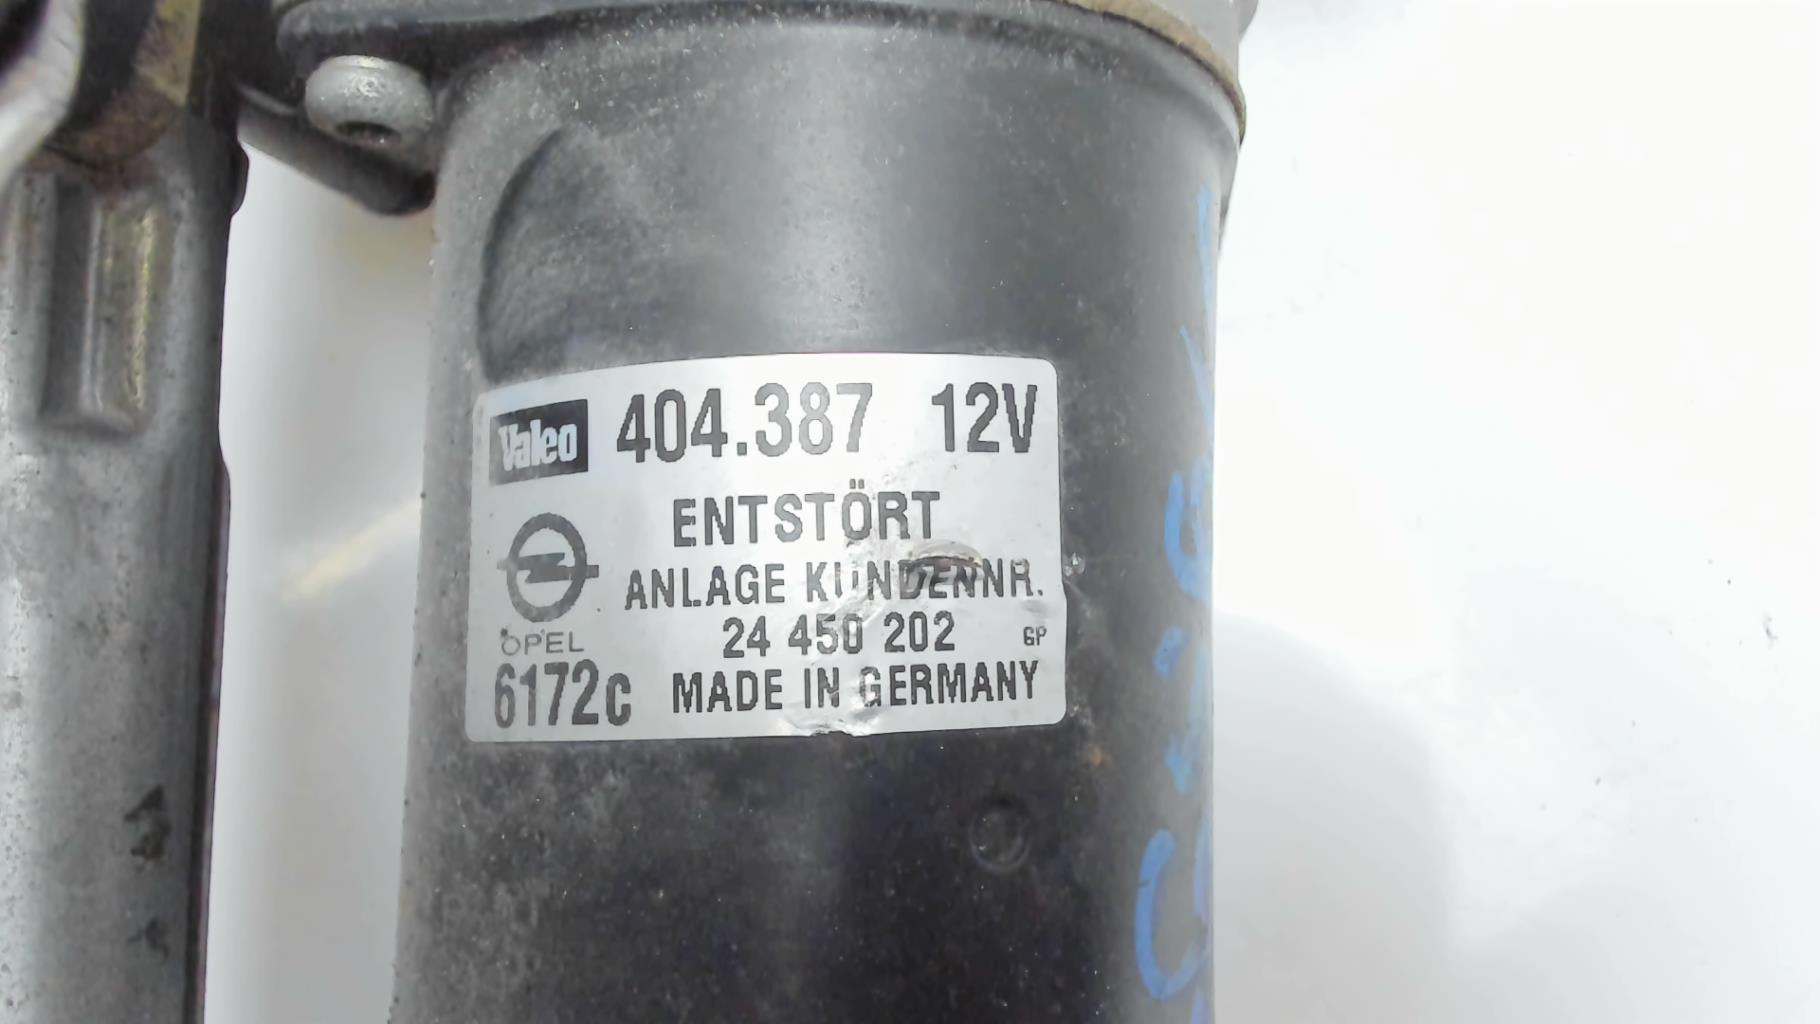 Valeo 404.387 12V
ENTSTÖRT
ANLAGE KUNDENNR.
OPEL 24 450 202 GP
6172c MADE IN GERMANY